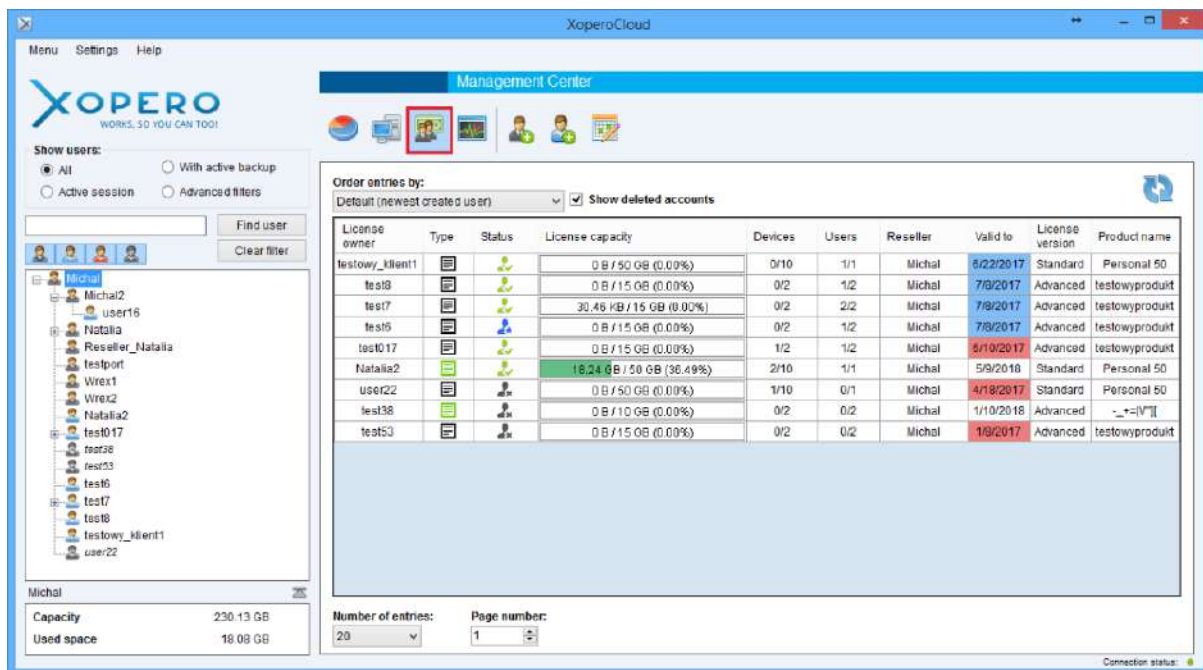 XoperoCloud
Menu Settings Help
XOPERO
WORKS, SO YOU CAN TOO!
Management Center
Show users:
All
With active backup
Active session
Advanced filters
Find user
Clear filter
Michal
Michal2
user16
Natalia
Reseller_Natalia
testport
Wrex1
Wrex2
Natalia2
test017
test38
test53
test6
test7
test8
testowy_klient1
user22
Michal
Capacity 230.13 GB
Used space 18.08 GB
Order entries by:
Default (newest created user)
Show deleted accounts
License owner Type Status License capacity Devices Users Reseller Valid to License version Product name
testowy_klient1 0 B / 50 GB (0.00%) 0/10 1/1 Michal 6/22/2017 Standard Personal 50
test8 0 B / 15 GB (0.00%) 0/2 1/2 Michal 7/8/2017 Advanced testowyprodukt
test7 30.46 KB / 15 GB (0.00%) 0/2 2/2 Michal 7/8/2017 Advanced testowyprodukt
test6 0 B / 15 GB (0.00%) 0/2 1/2 Michal 7/8/2017 Advanced testowyprodukt
test017 0 B / 15 GB (0.00%) 1/2 1/2 Michal 6/10/2017 Advanced testowyprodukt
Natalia2 18.24 GB / 50 GB (36.49%) 2/10 1/1 Michal 5/9/2018 Standard Personal 50
user22 0 B / 50 GB (0.00%) 1/10 0/1 Michal 4/18/2017 Standard Personal 50
test38 0 B / 10 GB (0.00%) 0/2 0/2 Michal 1/10/2018 Advanced
test53 0 B / 15 GB (0.00%) 0/2 0/2 Michal 1/8/2017 Advanced testowyprodukt
Number of entries:
20
Page number:
1
Connection status: